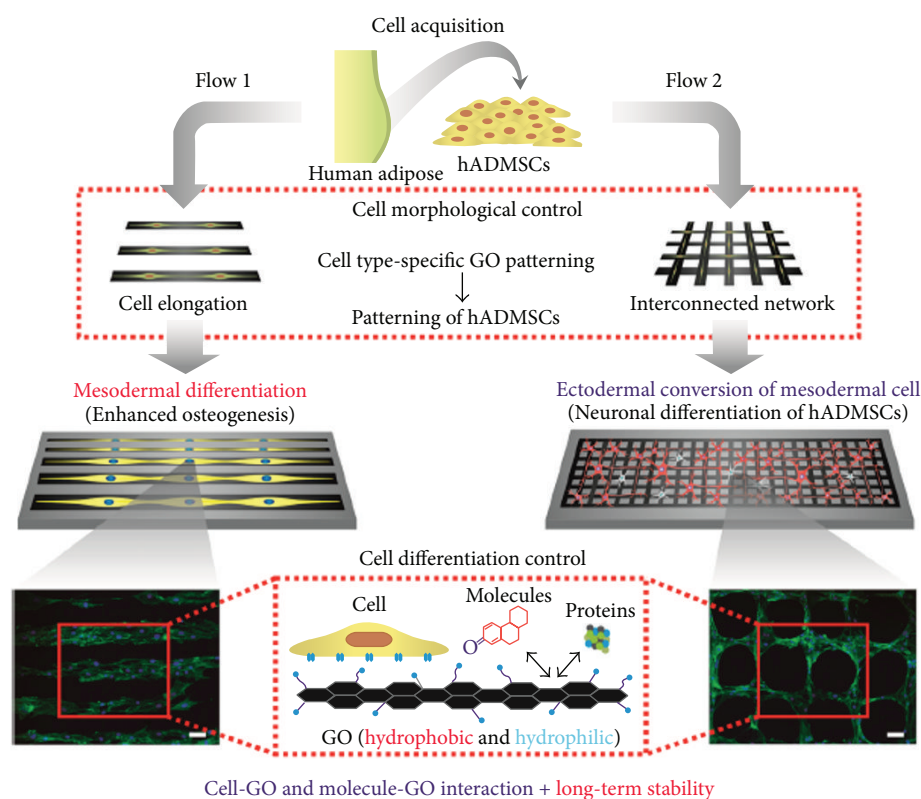 Cell acquisition
Flow 1
Flow 2
Human adipose
hADMSCs
Cell morphological control
Cell type-specific GO patterning
Patterning of hADMSCs
Cell elongation
Interconnected network
Mesodermal differentiation
(Enhanced osteogenesis)
Ectodermal conversion of mesodermal cell
(Neuronal differentiation of hADMSCs)
Cell differentiation control
Cell
Molecules
Proteins
O
GO (hydrophobic and hydrophilic)
Cell-GO and molecule-GO interaction + long-term stability